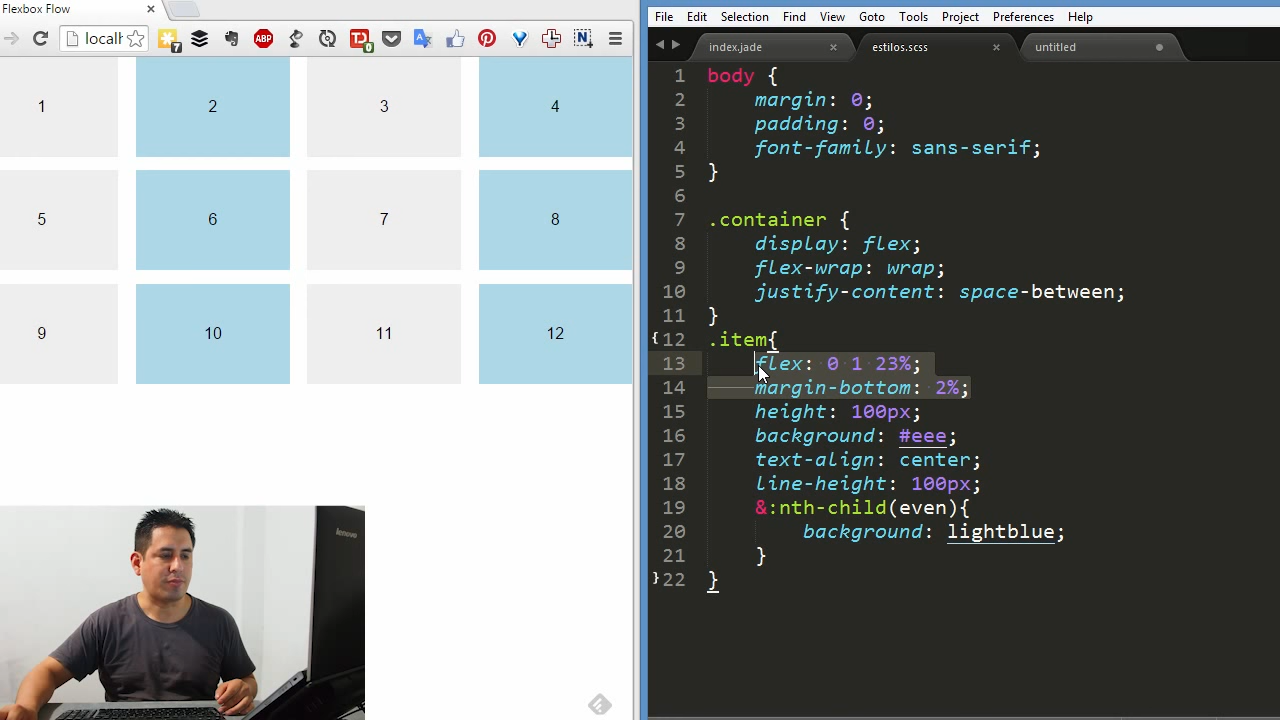 Flexbox Flow
localh
ABP
7
0
N
1 2 3 4
5 6 7 8
9 10 11 12
lenovo
File Edit Selection Find View Goto Tools Project Preferences Help
index.jade estilos.scss untitled
1 body {
2 margin: 0;
3 padding: 0;
4 font-family: sans-serif;
5 }
6
7 .container {
8 display: flex;
9 flex-wrap: wrap;
10 justify-content: space-between;
11 }
12 .item{
13 flex: 0 1 23%;
14 margin-bottom: 2%;
15 height: 100px;
16 background: #eee;
17 text-align: center;
18 line-height: 100px;
19 &:nth-child(even){
20 background: lightblue;
21 }
22 }